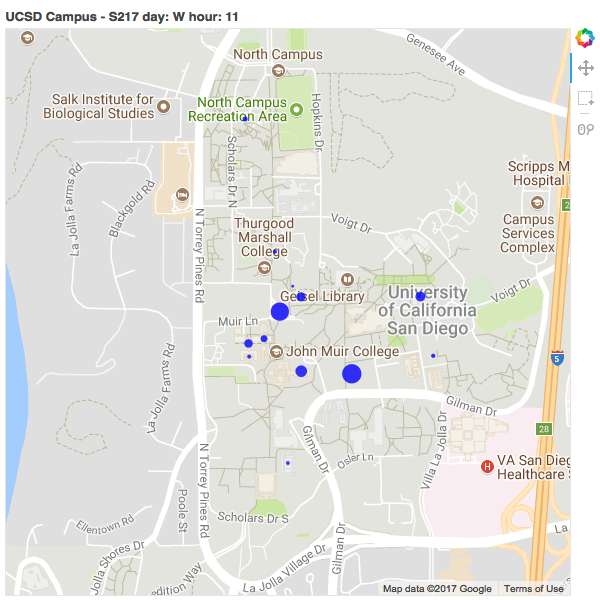 UCSD Campus - S217 day: W hour: 11
Genesee Ave
North Campus
Salk Institute for
Biological Studies
North Campus
Recreation Area
Hopkins Dr
Scholars Dr N
Scripps M
Hospital
2
La Jolla Farms Rd
Blackgold Rd
N Torrey Pines Rd
Thurgood
Marshall
College
Voigt Dr
Campus
Services
Complex
Geisel Library
University
of California
San Diego
Voigt Dr
Muir Ln
John Muir College
5
La Jolla Farms Rd
Gilman Dr
28
N Torrey Pines Rd
Gilman Dr
Osler Ln
Villa La Jolla Dr
H
VA San Dieg
Healthcare S
Poole St
Ellentown Rd
Scholars Dr S
La Jolla Shores Dr
Gilman Dr
La
La Jolla Village Dr
edition Way
Map data ©2017 Google
Terms of Use